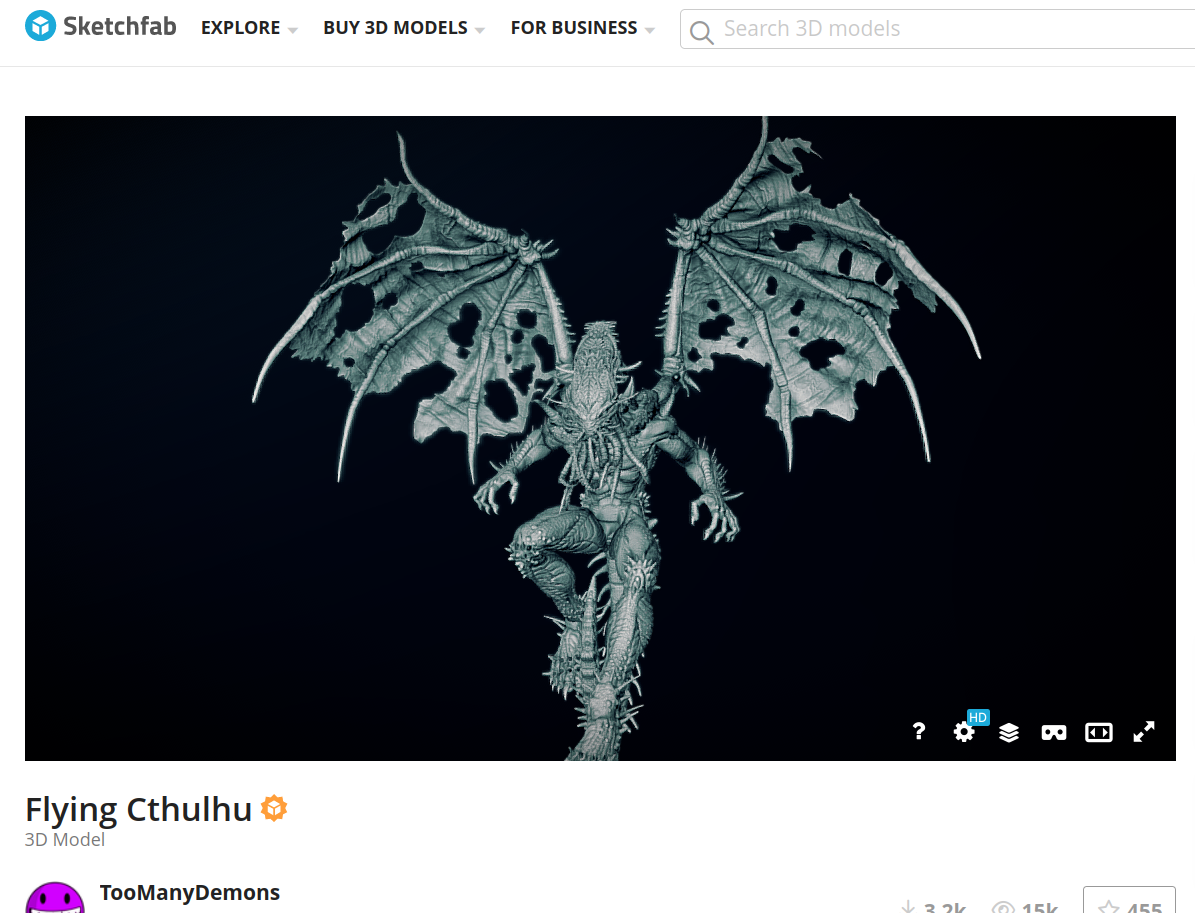 Sketchfab EXPLORE BUY 3D MODELS FOR BUSINESS Search 3D models
? HD
Flying Cthulhu
3D Model
TooManyDemons
3.2k 15k 455